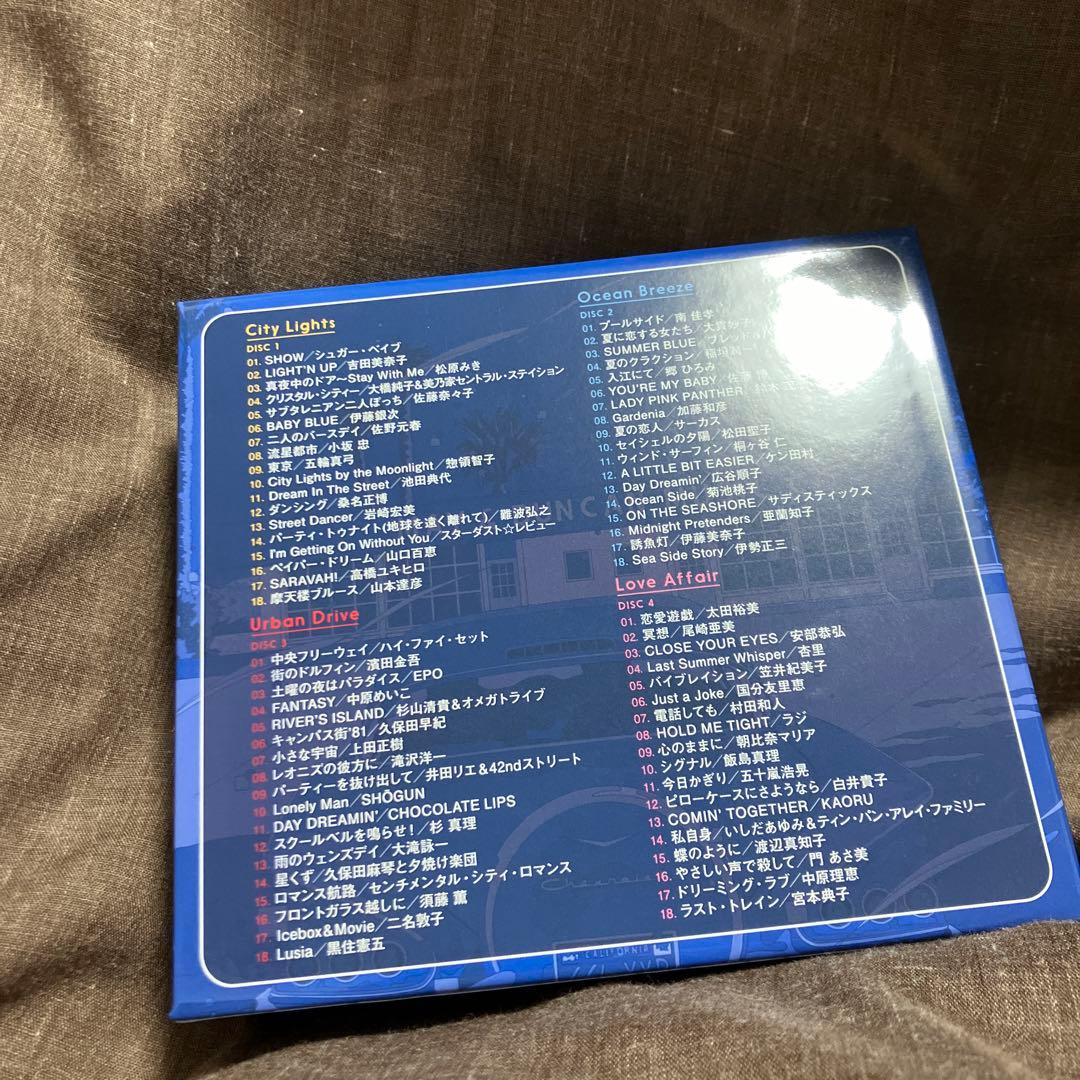 City Lights
DISC 1
01. SHOW／シュガー・ベイブ
02. LIGHT'N UP／吉田美奈子
03. 真夜中のドア〜Stay With Me／松原みき
04. クリスタル・シティー／大橋純子&美乃家セントラル・ステイション
05. サブタレニアン二人ぼっち／佐藤奈々子
06. BABY BLUE／伊藤銀次
07. 二人のバースデイ／佐野元春
08. 流星都市／小坂 忠
09. 東京／五輪真弓
10. City Lights by the Moonlight／惣領智子
11. Dream In The Street／池田典代
12. ダンシング／桑名正博
13. Street Dancer／岩崎宏美
14. パーティ・トゥナイト(地球を遠く離れて)／難波弘之
15. I'm Getting On Without You／スターダスト☆レビュー
16. ペイパー・ドリーム／山口百恵
17. SARAVAH!／高橋ユキヒロ
18. 摩天楼ブルース／山本達彦
Ocean Breeze
DISC 2
01. プールサイド／南 佳孝
02. 夏に恋する女たち／大貫妙子
03. SUMMER BLUE／ブレッド&
04. 夏のクラクション／稲垣潤一
05. 入江にて／郷 ひろみ
06. YOU'RE MY BABY／佐藤 博
07. LADY PINK PANTHER／鈴木
08. Gardenia／加藤和彦
09. 夏の恋人／サーカス
10. セイシェルの夕陽／松田聖子
11. ウィンド・サーフィン／桐ヶ谷 仁
12. A LITTLE BIT EASIER／ケン田村
13. Day Dreamin'／広谷順子
14. Ocean Side／菊池桃子
15. ON THE SEASHORE／サディスティックス
16. Midnight Pretenders／亜蘭知子
17. 誘魚灯／伊藤美奈子
18. Sea Side Story／伊勢正三
Urban Drive
DISC 3
01. 中央フリーウェイ／ハイ・ファイ・セット
02. 街のドルフィン／濱田金吾
03. 土曜の夜はパラダイス／EPO
04. FANTASY／中原めいこ
05. RIVER'S ISLAND／杉山清貴&オメガトライブ
06. キャンパス街'81／久保田早紀
07. 小さな宇宙／上田正樹
08. レオニズの彼方に／滝沢洋一
09. パーティーを抜け出して／井田リエ&42ndストリート
10. Lonely Man／SHŌGUN
11. DAY DREAMIN'／CHOCOLATE LIPS
12. スクールベルを鳴らせ!／杉 真理
13. 雨のウェンズデイ／大滝詠一
14. 星くず／久保田麻琴と夕焼け楽団
15. ロマンス航路／センチメンタル・シティ・ロマンス
16. フロントガラス越しに／須藤 薫
17. Icebox&Movie／二名敦子
18. Lusia／黒住憲五
Love Affair
DISC 4
01. 恋愛遊戯／太田裕美
02. 冥想／尾崎亜美
03. CLOSE YOUR EYES／安部恭弘
04. Last Summer Whisper／杏里
05. バイブレイション／笠井紀美子
06. Just a Joke／国分友里恵
07. 電話しても／村田和人
08. HOLD ME TIGHT／ラジ
09. 心のままに／朝比奈マリア
10. シグナル／飯島真理
11. 今日かぎり／五十嵐浩晃
12. ピローケースにさようなら／白井貴子
13. COMIN' TOGETHER／KAORU
14. 私自身／いしだあゆみ&ティン・パン・アレイ・ファミリー
15. 蝶のように／渡辺真知子
16. やさしい声で殺して／門 あさ美
17. ドリーミング・ラブ／中原理恵
18. ラスト・トレイン／宮本典子
Chevrole
CALIFORNIA